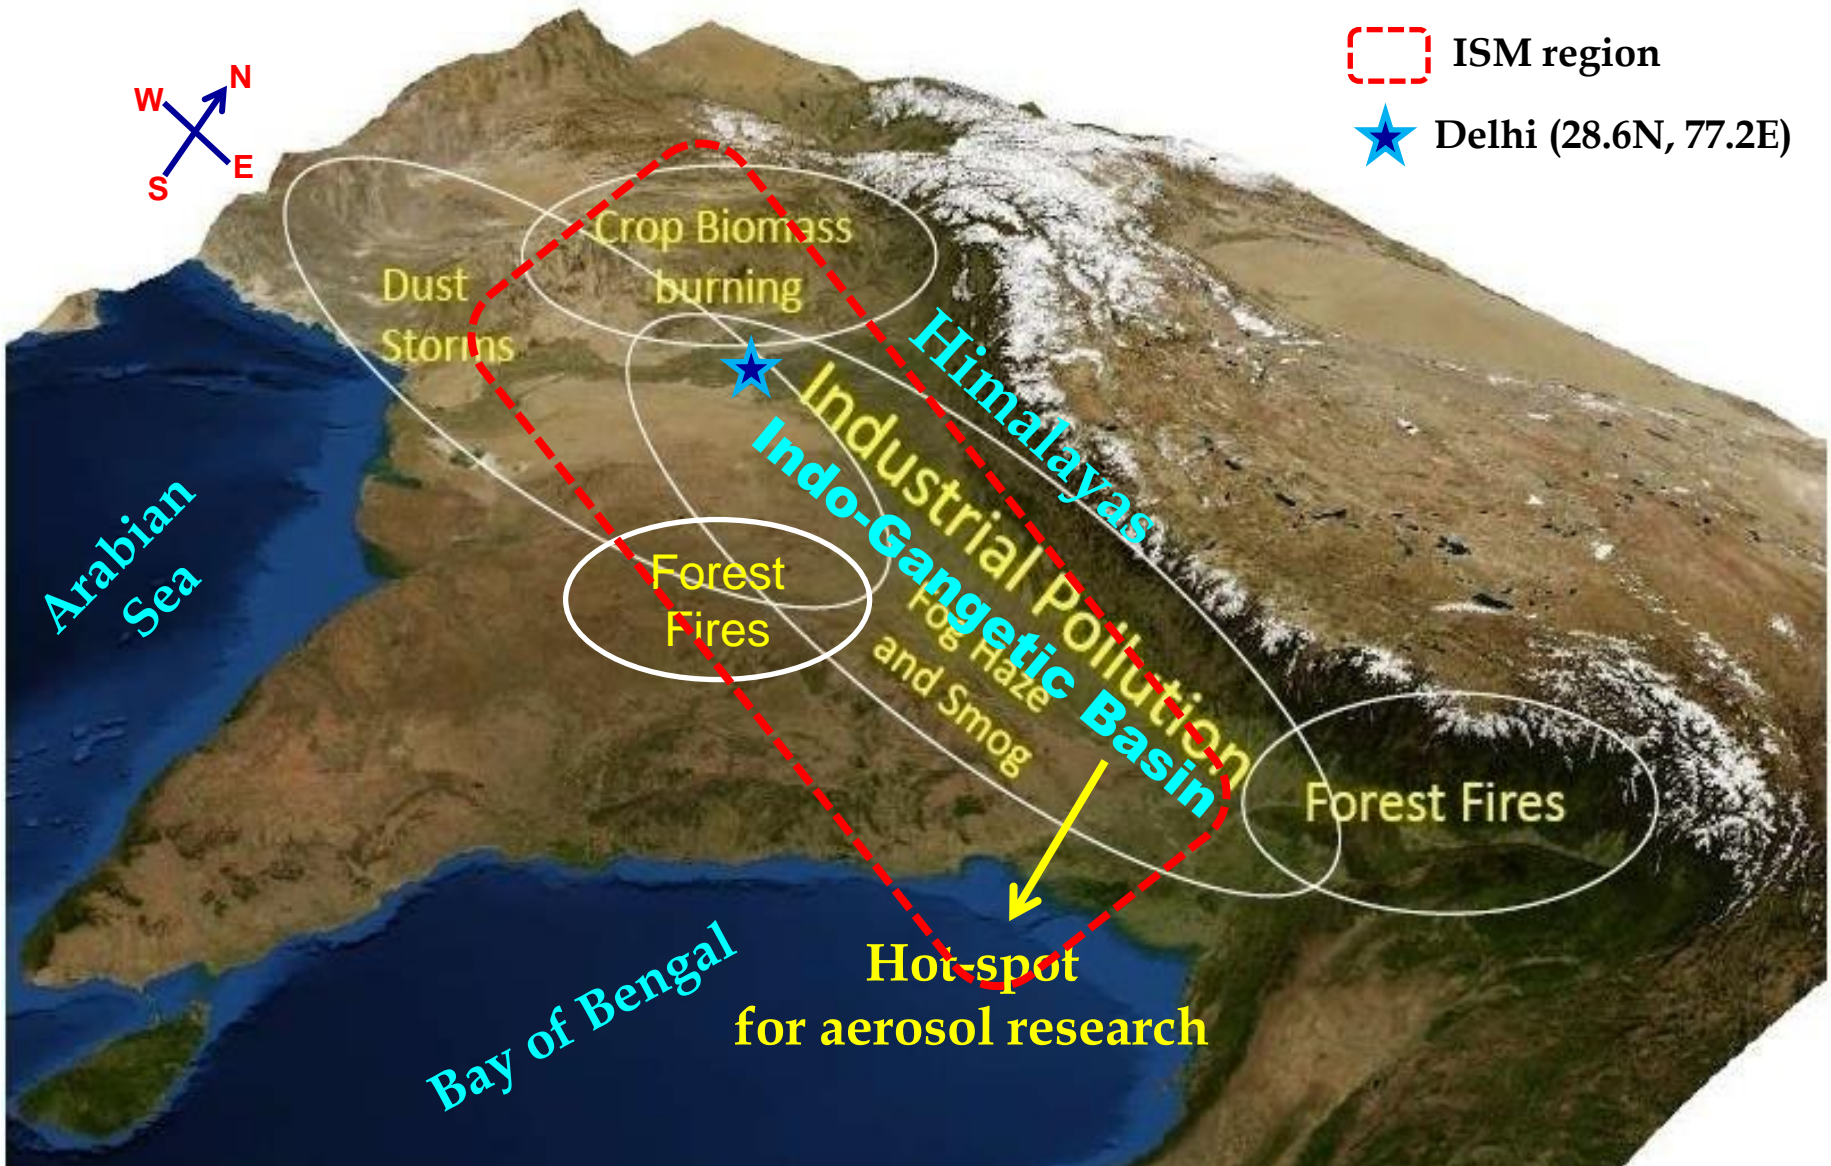 N
W
E
S
ISM region
Delhi (28.6N, 77.2E)
Crop Biomass
burning
Dust
Storms
Himalayas
Industrial Pollution
Indo-Gangetic Basin
Fog Haze
and Smog
Arabian
Sea
Forest
Fires
Forest Fires
Hot-spot
for aerosol research
Bay of Bengal